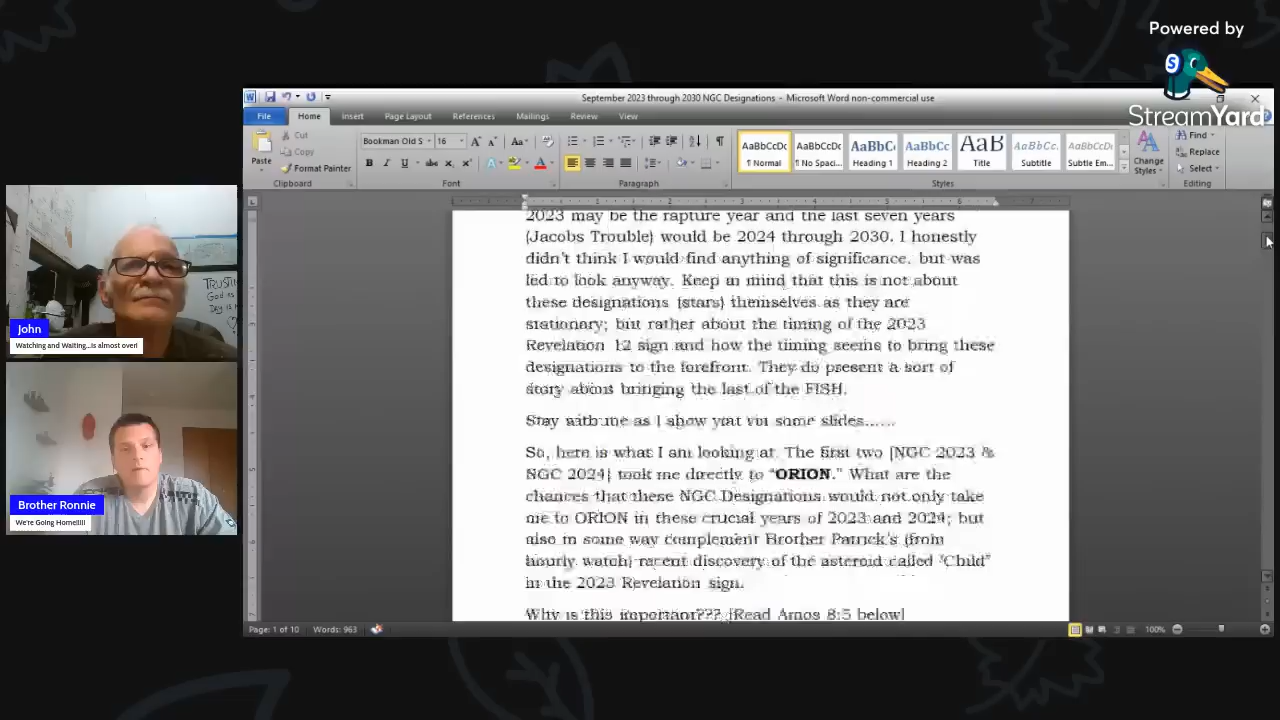 Powered by
StreamYard
September 2023 through 2030 NGC Designations - Microsoft Word non-commercial use
File Home Insert Page Layout References Mailings Review View
Cut
Copy
Paste
Format Painter
Clipboard
Bookman Old S 16
Font
Paragraph
AaBbCcDc AaBbCcDc AaBbC AaBbCc AaB AaBbCc. AaBbCcDc
¶ Normal ¶ No Spaci... Heading 1 Heading 2 Title Subtitle Subtle Em...
Change Styles
Styles
Find
Replace
Select
Editing
2023 may be the rapture year and the last seven years
(Jacobs Trouble) would be 2024 through 2030. I honestly
didn't think I would find anything of significance, but was
led to look anyway. Keep in mind that this is not about
these designations (stars) themselves as they are
stationary; but rather about the timing of the 2023
Revelation 12 sign and how the timing seems to bring these
designations to the forefront. They do present a sort of
story about bringing the last of the FISH.
Stay with me as I show you via some slides......
So, here is what I am looking at. The first two [NGC 2023 &
NGC 2024] took me directly to "ORION." What are the
chances that these NGC Designations would not only take
me to ORION in these crucial years of 2023 and 2024; but
also in some way complement Brother Patrick's (from
hourly watch) recent discovery of the asteroid called "Child"
in the 2023 Revelation sign.
Why is this important??? [Read Amos 8:5 below]
Page: 1 of 10 Words: 963
100%
TRUSTIN
God is
Day is
John
Watching and Waiting...is almost over!
Brother Ronnie
We're Going Home!!!!!